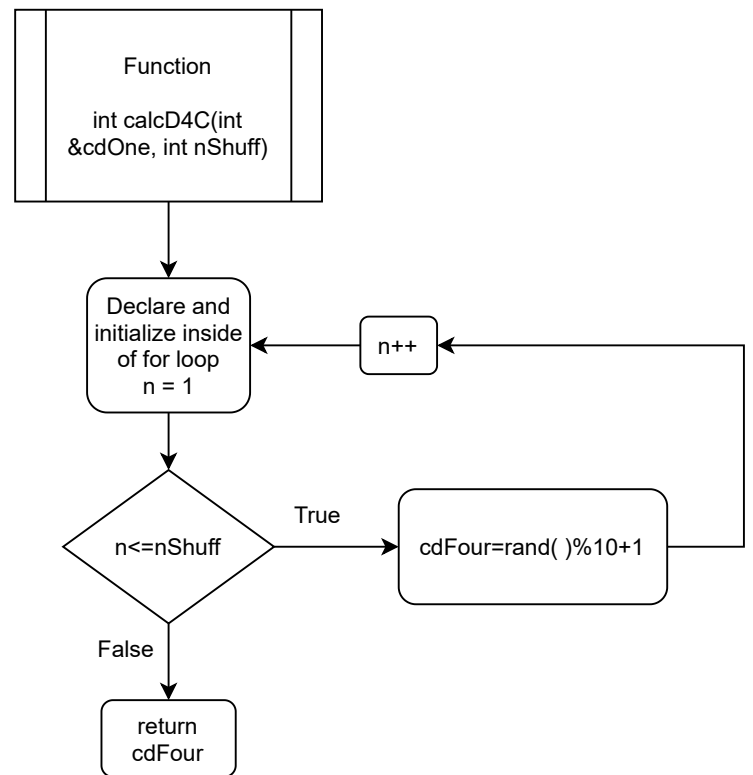 Function
int calcD4C(int
&cdOne, int nShuff)
Declare and
initialize inside
of for loop
n = 1
n++
n<=nShuff
True
cdFour=rand( )%10+1
False
return
cdFour